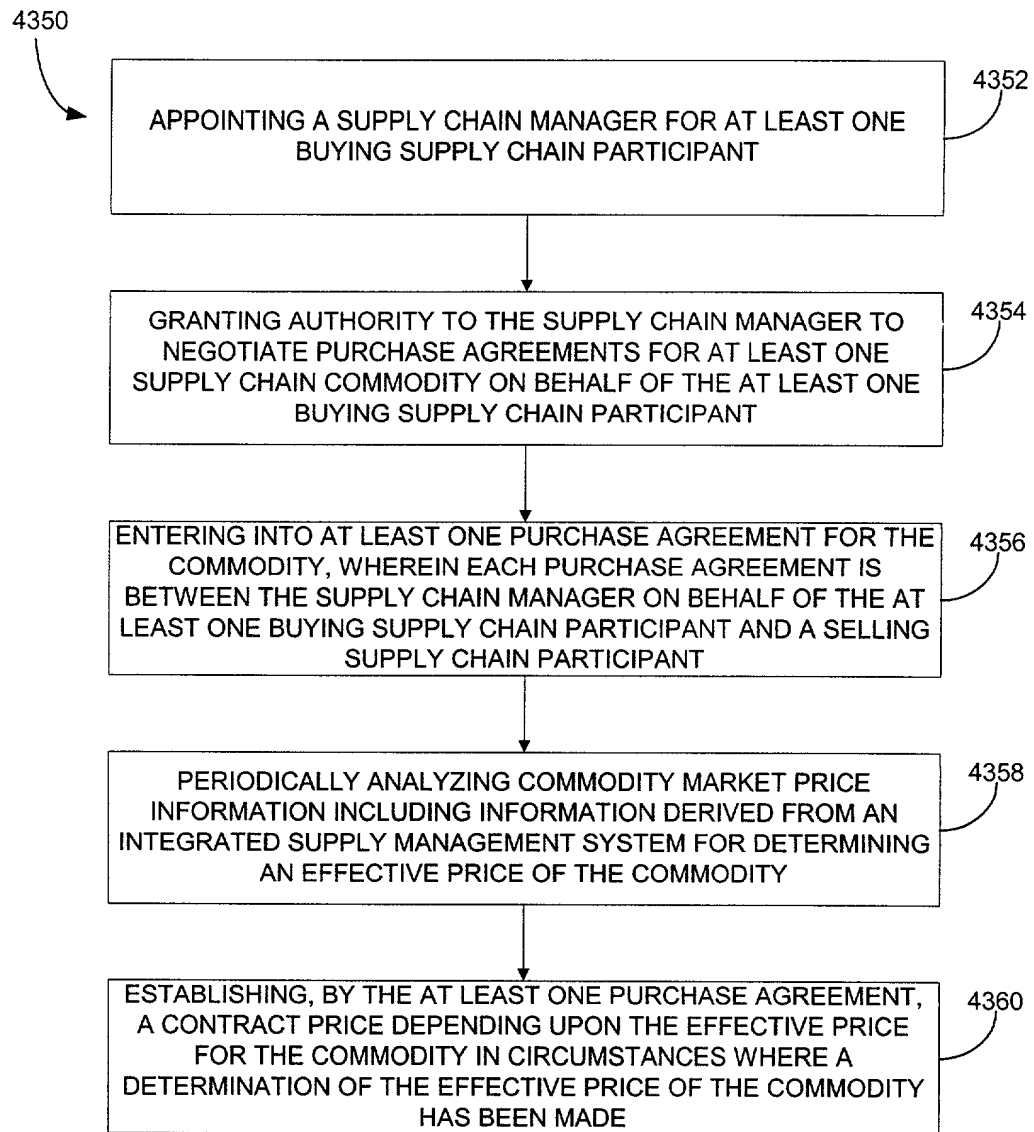 4350
4352
APPOINTING A SUPPLY CHAIN MANAGER FOR AT LEAST ONE
BUYING SUPPLY CHAIN PARTICIPANT
4354
GRANTING AUTHORITY TO THE SUPPLY CHAIN MANAGER TO
NEGOTIATE PURCHASE AGREEMENTS FOR AT LEAST ONE
SUPPLY CHAIN COMMODITY ON BEHALF OF THE AT LEAST ONE
BUYING SUPPLY CHAIN PARTICIPANT
4356
ENTERING INTO AT LEAST ONE PURCHASE AGREEMENT FOR THE
COMMODITY, WHEREIN EACH PURCHASE AGREEMENT IS
BETWEEN THE SUPPLY CHAIN MANAGER ON BEHALF OF THE AT
LEAST ONE BUYING SUPPLY CHAIN PARTICIPANT AND A SELLING
SUPPLY CHAIN PARTICIPANT
4358
PERIODICALLY ANALYZING COMMODITY MARKET PRICE
INFORMATION INCLUDING INFORMATION DERIVED FROM AN
INTEGRATED SUPPLY MANAGEMENT SYSTEM FOR DETERMINING
AN EFFECTIVE PRICE OF THE COMMODITY
4360
ESTABLISHING, BY THE AT LEAST ONE PURCHASE AGREEMENT,
A CONTRACT PRICE DEPENDING UPON THE EFFECTIVE PRICE
FOR THE COMMODITY IN CIRCUMSTANCES WHERE A
DETERMINATION OF THE EFFECTIVE PRICE OF THE COMMODITY
HAS BEEN MADE